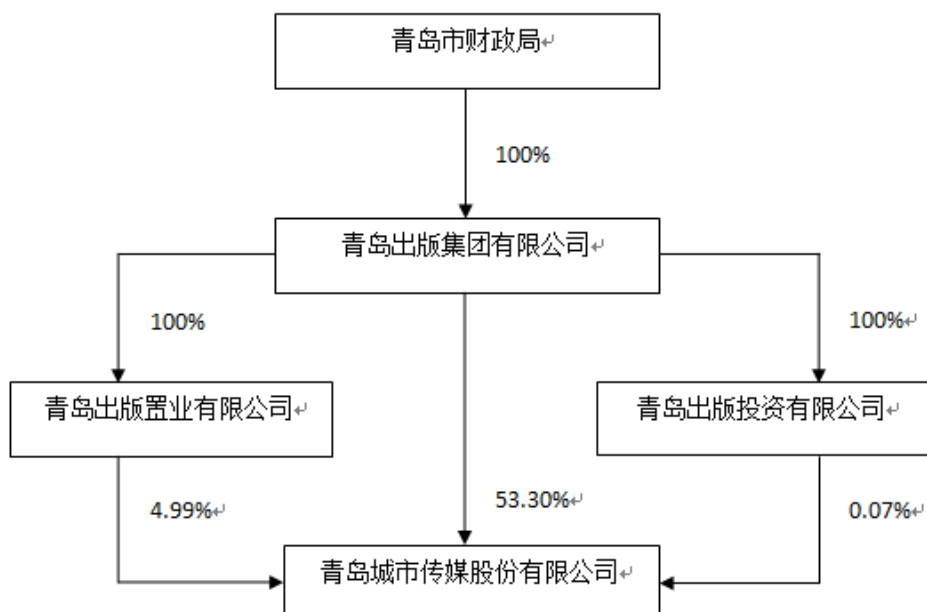 青岛市财政局
100%
青岛出版集团有限公司
100%
100%
青岛出版置业有限公司
青岛出版投资有限公司
4.99%
53.30%
0.07%
青岛城市传媒股份有限公司